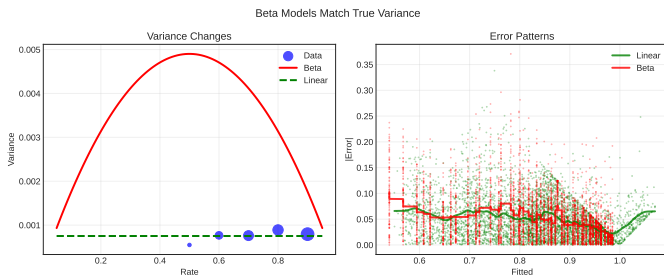 Beta Models Match True Variance
Variance Changes
Variance
0.005
0.004
0.003
0.002
0.001
0.2 0.4 0.6 0.8
Rate
Data
Beta
Linear
Error Patterns
|Error|
0.35
0.30
0.25
0.20
0.15
0.10
0.05
0.00
0.6 0.7 0.8 0.9 1.0
Fitted
Linear
Beta